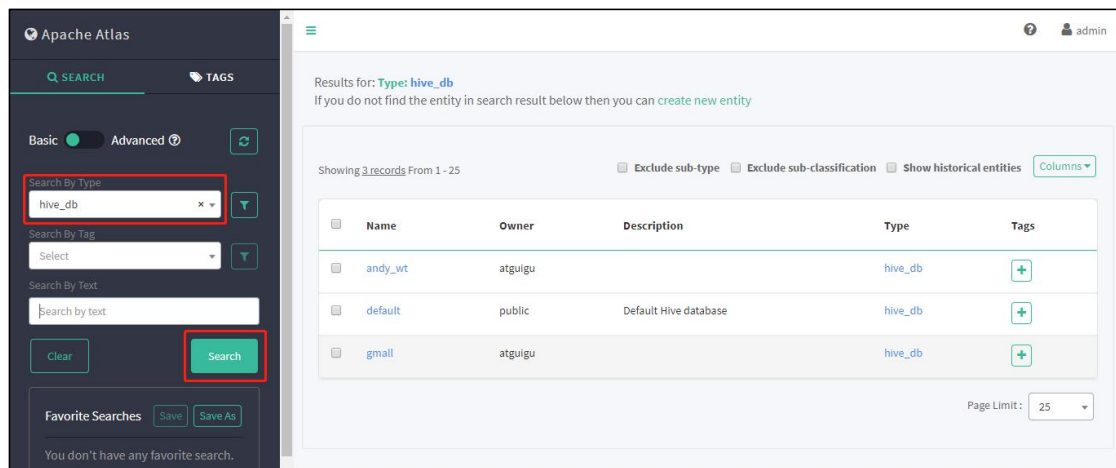 Apache Atlas
SEARCH TAGS
Basic Advanced
Search By Type
hive_db ×
Search By Tag
Select
Search By Text
Search by text
Clear Search
Favorite Searches Save Save As
You don't have any favorite search.
admin
Results for: Type: hive_db
If you do not find the entity in search result below then you can create new entity
Showing 3 records From 1 - 25 Exclude sub-type Exclude sub-classification Show historical entities Columns
Name Owner Description Type Tags
andy_wt atguigu hive_db +
default public Default Hive database hive_db +
gmall atguigu hive_db +
Page Limit : 25